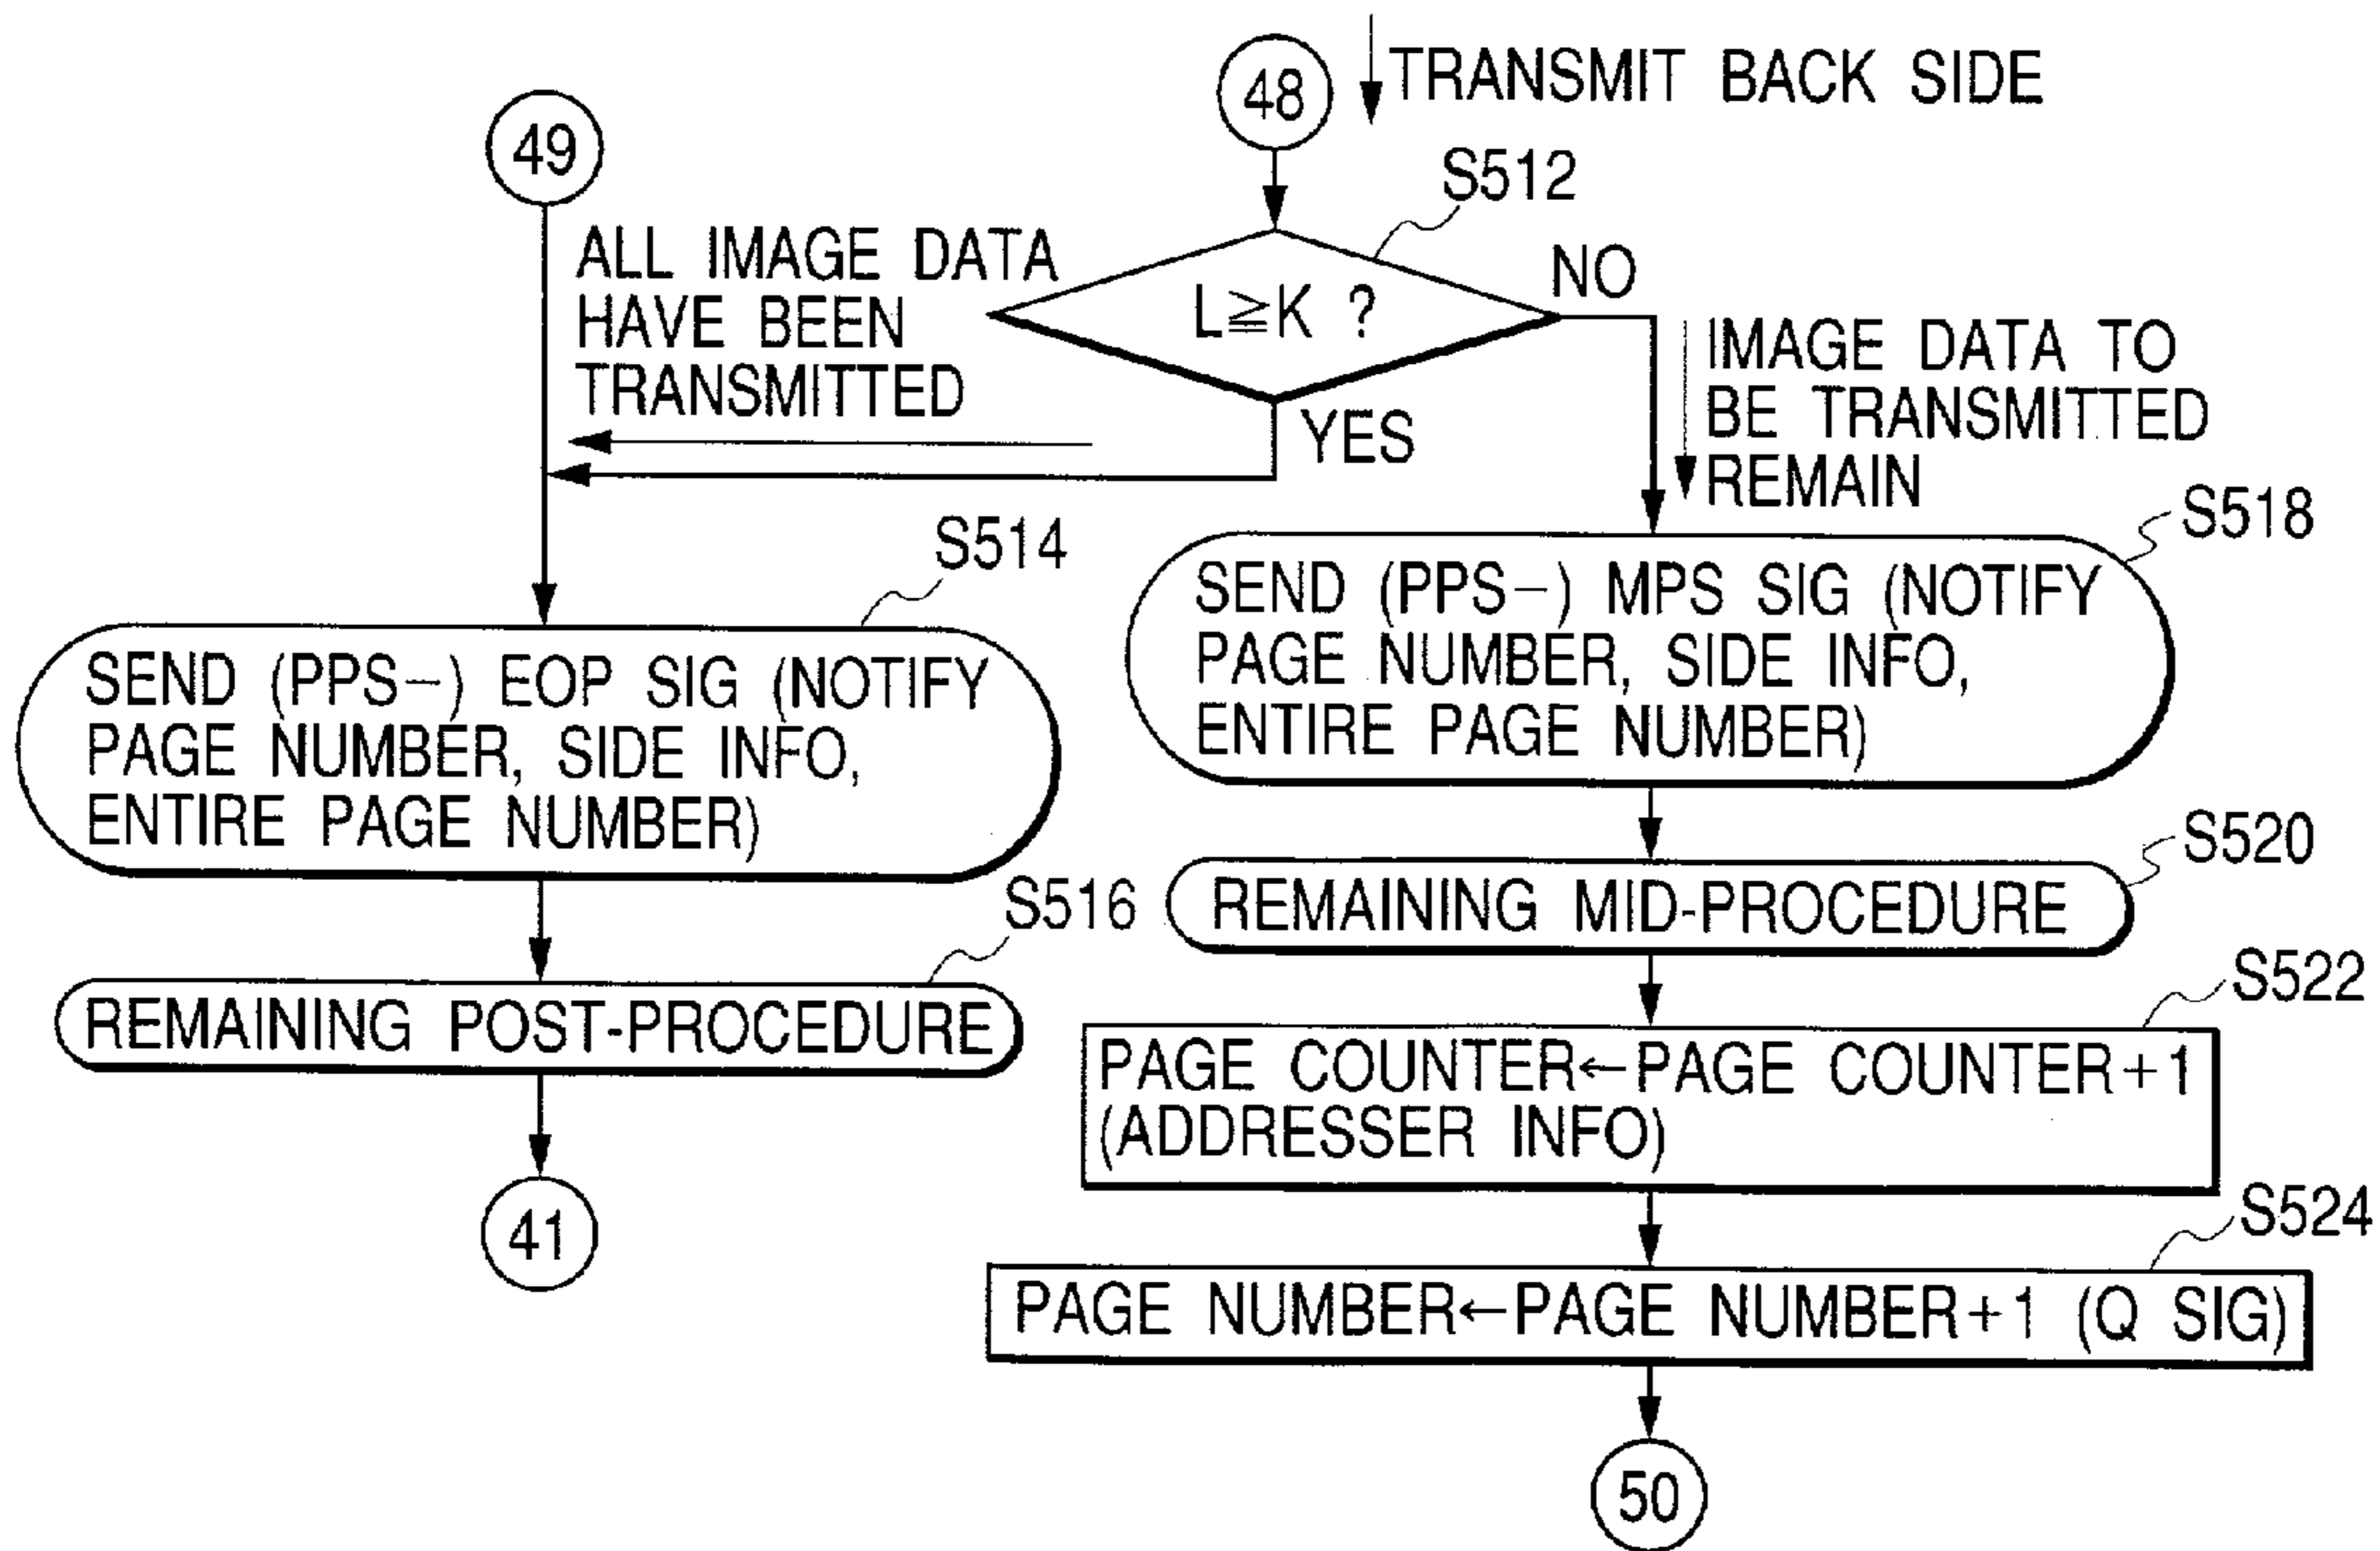 48
TRANSMIT BACK SIDE
49
S512
ALL IMAGE DATA
HAVE BEEN
TRANSMITTED
L≧K ?
NO
YES
IMAGE DATA TO
BE TRANSMITTED
REMAIN
S514
SEND (PPS-) EOP SIG (NOTIFY
PAGE NUMBER, SIDE INFO,
ENTIRE PAGE NUMBER)
S516
REMAINING POST-PROCEDURE
41
S518
SEND (PPS-) MPS SIG (NOTIFY
PAGE NUMBER, SIDE INFO,
ENTIRE PAGE NUMBER)
S520
REMAINING MID-PROCEDURE
S522
PAGE COUNTER←PAGE COUNTER+1
(ADDRESSER INFO)
S524
PAGE NUMBER←PAGE NUMBER+1 (Q SIG)
50